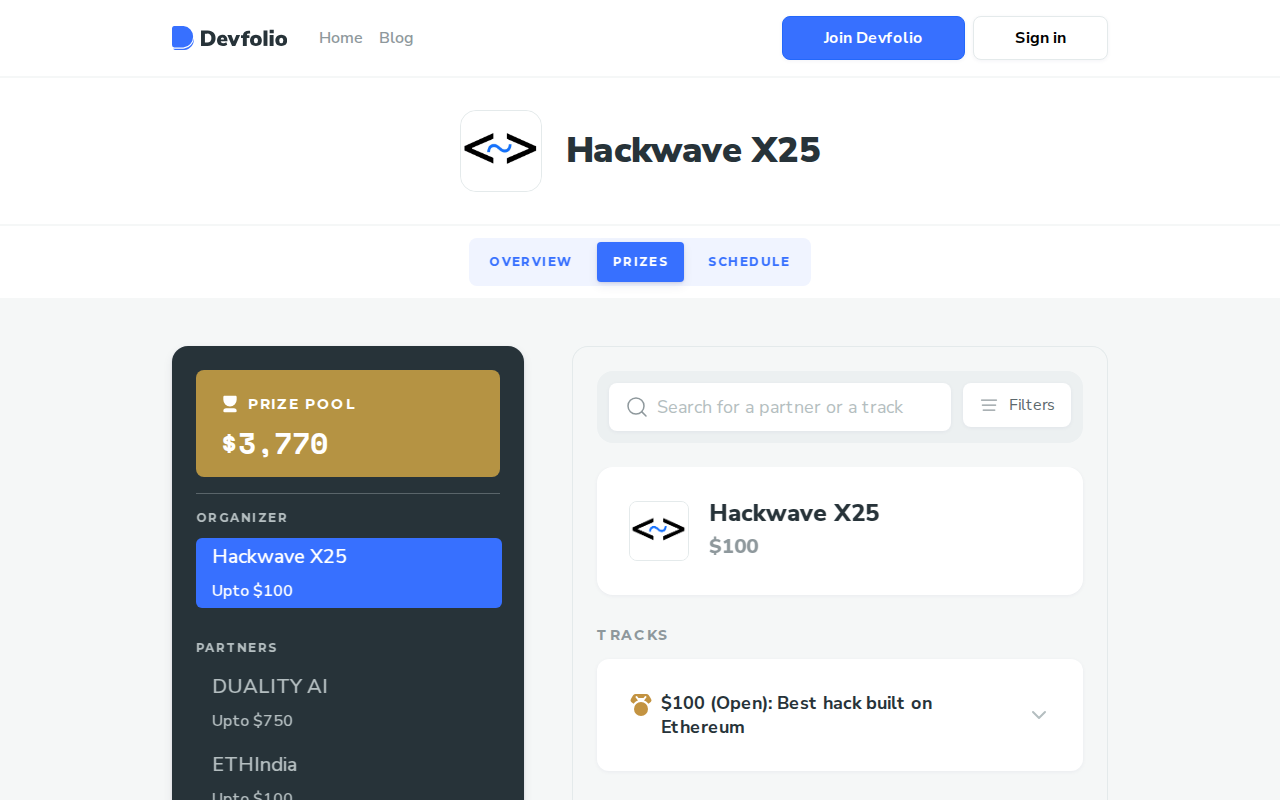 Devfolio Home Blog Join Devfolio Sign in
<~> Hackwave X25
OVERVIEW PRIZES SCHEDULE
PRIZE POOL
$3,770
ORGANIZER
Hackwave X25
Upto $100
PARTNERS
DUALITY AI
Upto $750
ETHIndia
Upto $100
Search for a partner or a track Filters
<~> Hackwave X25
$100
TRACKS
$100 (Open): Best hack built on
Ethereum